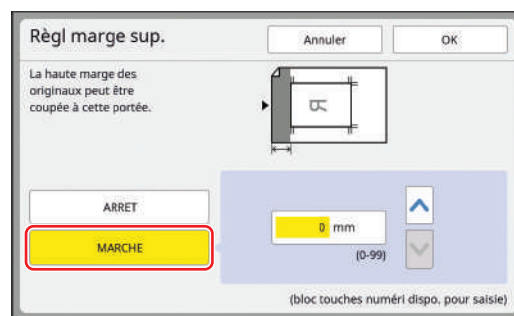 Règl marge sup.
Annuler
OK
La haute marge des
originaux peut être
coupée à cette portée.
R
ARRET
0 mm
MARCHE
(0-99)
(bloc touches numéri dispo. pour saisie)